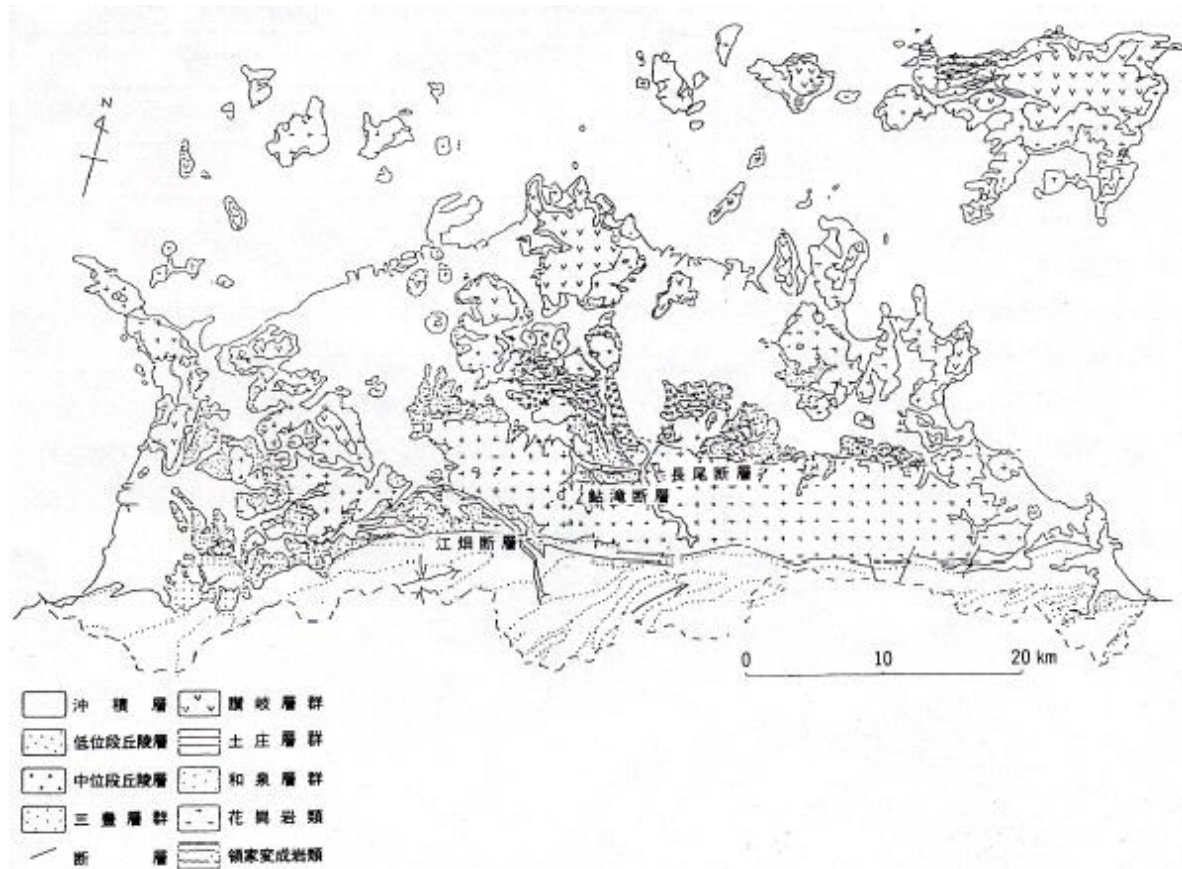 N
長尾断層
鮎滝断層
江畑断層
0 10 20 km
沖積層
讃岐層群
低位段丘陵層
土庄層群
中位段丘陵層
和泉層群
三豊層群
花崗岩類
断層
領家変成岩類